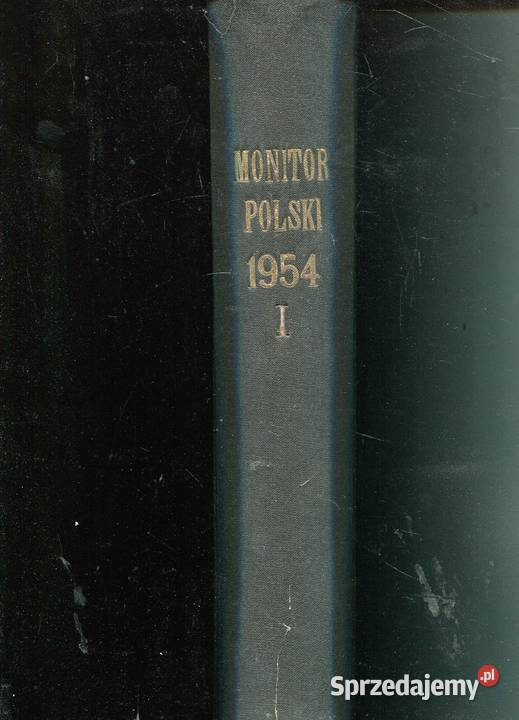 MONITOR
POLSKI
1954
I
Sprzedajemy.pl